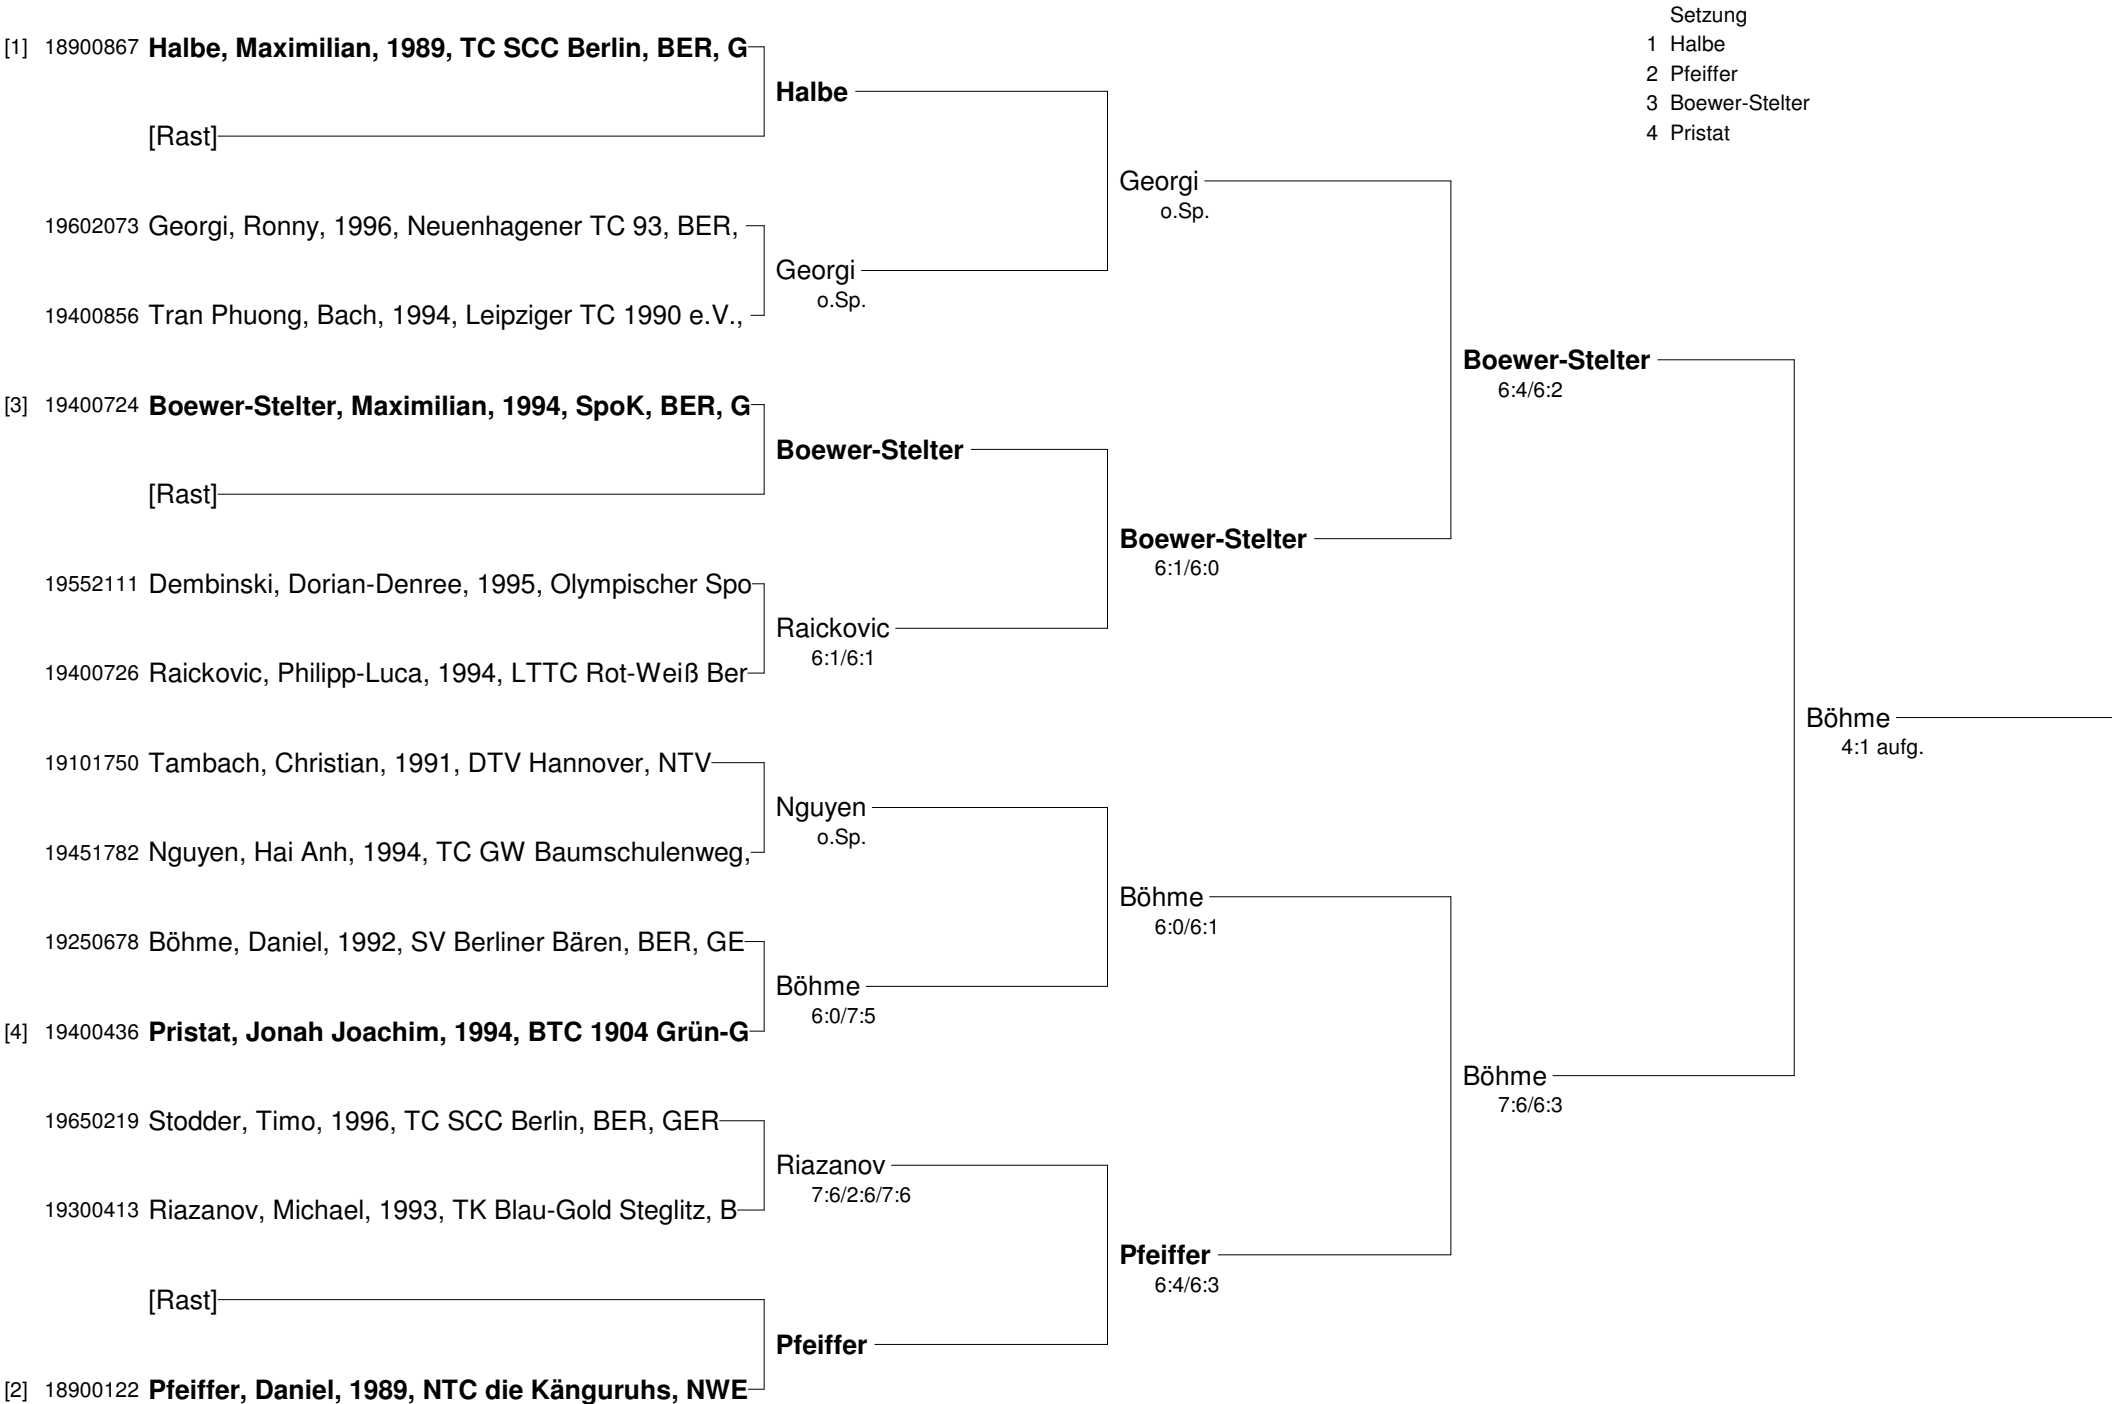 Setzung
1 Halbe
2 Pfeiffer
3 Boewer-Stelter
4 Pristat
[1] 18900867 Halbe, Maximilian, 1989, TC SCC Berlin, BER, G
Halbe
[Rast]
Georgi
o.Sp.
19602073 Georgi, Ronny, 1996, Neuenhagener TC 93, BER,
Georgi
o.Sp.
19400856 Tran Phuong, Bach, 1994, Leipziger TC 1990 e.V.,
Boewer-Stelter
6:4/6:2
[3] 19400724 Boewer-Stelter, Maximilian, 1994, SpoK, BER, G
Boewer-Stelter
[Rast]
Boewer-Stelter
6:1/6:0
19552111 Dembinski, Dorian-Denree, 1995, Olympischer Spo
Raickovic
6:1/6:1
19400726 Raickovic, Philipp-Luca, 1994, LTTC Rot-Weiß Ber
Böhme
4:1 aufg.
19101750 Tambach, Christian, 1991, DTV Hannover, NTV
Nguyen
o.Sp.
19451782 Nguyen, Hai Anh, 1994, TC GW Baumschulenweg,
Böhme
6:0/6:1
19250678 Böhme, Daniel, 1992, SV Berliner Bären, BER, GE
Böhme
6:0/7:5
[4] 19400436 Pristat, Jonah Joachim, 1994, BTC 1904 Grün-G
Böhme
7:6/6:3
19650219 Stodder, Timo, 1996, TC SCC Berlin, BER, GER
Riazanov
7:6/2:6/7:6
19300413 Riazanov, Michael, 1993, TK Blau-Gold Steglitz, B
Pfeiffer
6:4/6:3
[Rast]
Pfeiffer
[2] 18900122 Pfeiffer, Daniel, 1989, NTC die Känguruhs, NWE